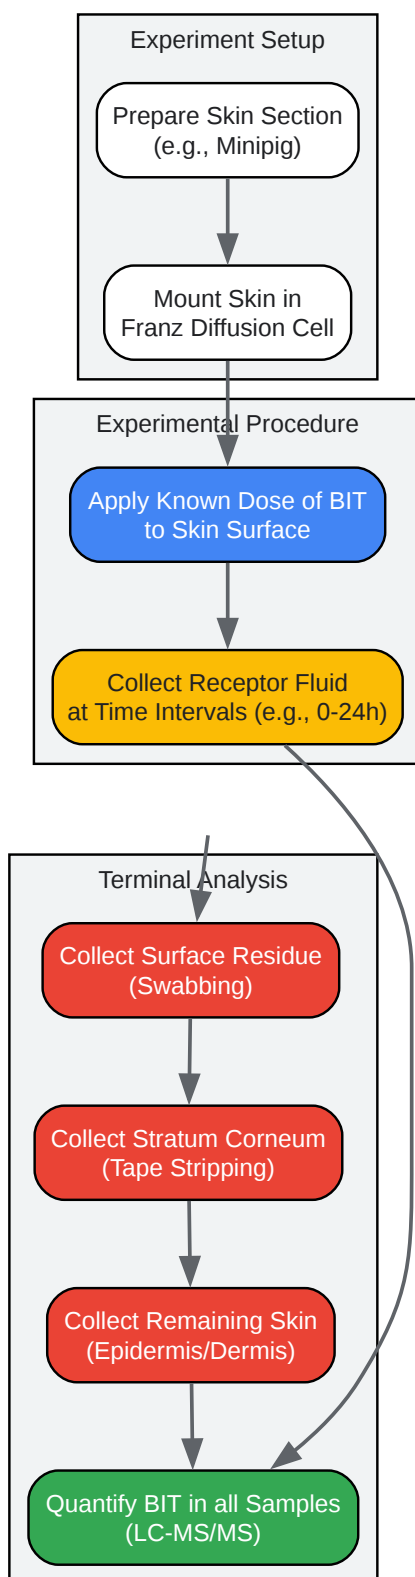 Experiment Setup
Prepare Skin Section
(e.g., Minipig)
Mount Skin in
Franz Diffusion Cell
Experimental Procedure
Apply Known Dose of BIT
to Skin Surface
Collect Receptor Fluid
at Time Intervals (e.g., 0-24h)
Terminal Analysis
Collect Surface Residue
(Swabbing)
Collect Stratum Corneum
(Tape Stripping)
Collect Remaining Skin
(Epidermis/Dermis)
Quantify BIT in all Samples
(LC-MS/MS)